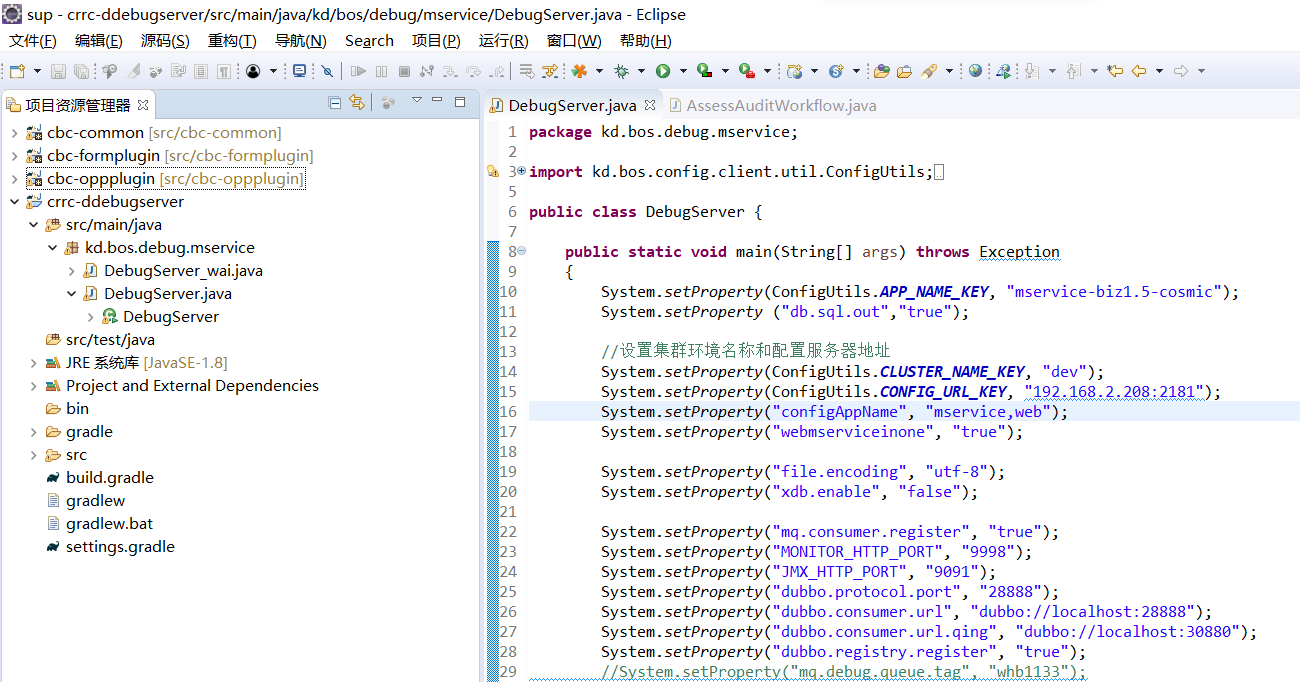 sup - crrc-ddebugserver/src/main/java/kd/bos/debug/mservice/DebugServer.java - Eclipse
文件(F) 编辑(E) 源码(S) 重构(T) 导航(N) Search 项目(P) 运行(R) 窗口(W) 帮助(H)
项目资源管理器
cbc-common [src/cbc-common]
cbc-formplugin [src/cbc-formplugin]
cbc-oppplugin [src/cbc-oppplugin]
crrc-ddebugserver
src/main/java
kd.bos.debug.mservice
DebugServer_wai.java
DebugServer.java
DebugServer
src/test/java
JRE 系统库 [JavaSE-1.8]
Project and External Dependencies
bin
gradle
src
build.gradle
gradlew
gradlew.bat
settings.gradle
DebugServer.java AssessAuditWorkflow.java
1 package kd.bos.debug.mservice;
2
3 import kd.bos.config.client.util.ConfigUtils;
5
6 public class DebugServer {
7
8 public static void main(String[] args) throws Exception
9 {
10 System.setProperty(ConfigUtils.APP_NAME_KEY, "mservice-biz1.5-cosmic");
11 System.setProperty ("db.sql.out","true");
12
13 //设置集群环境名称和配置服务器地址
14 System.setProperty(ConfigUtils.CLUSTER_NAME_KEY, "dev");
15 System.setProperty(ConfigUtils.CONFIG_URL_KEY, "192.168.2.208:2181");
16 System.setProperty("configAppName", "mservice,web");
17 System.setProperty("webmserviceinone", "true");
18
19 System.setProperty("file.encoding", "utf-8");
20 System.setProperty("xdb.enable", "false");
21
22 System.setProperty("mq.consumer.register", "true");
23 System.setProperty("MONITOR_HTTP_PORT", "9998");
24 System.setProperty("JMX_HTTP_PORT", "9091");
25 System.setProperty("dubbo.protocol.port", "28888");
26 System.setProperty("dubbo.consumer.url", "dubbo://localhost:28888");
27 System.setProperty("dubbo.consumer.url.qing", "dubbo://localhost:30880");
28 System.setProperty("dubbo.registry.register", "true");
29 //System.setProperty("mq.debug.queue.tag", "whb1133");